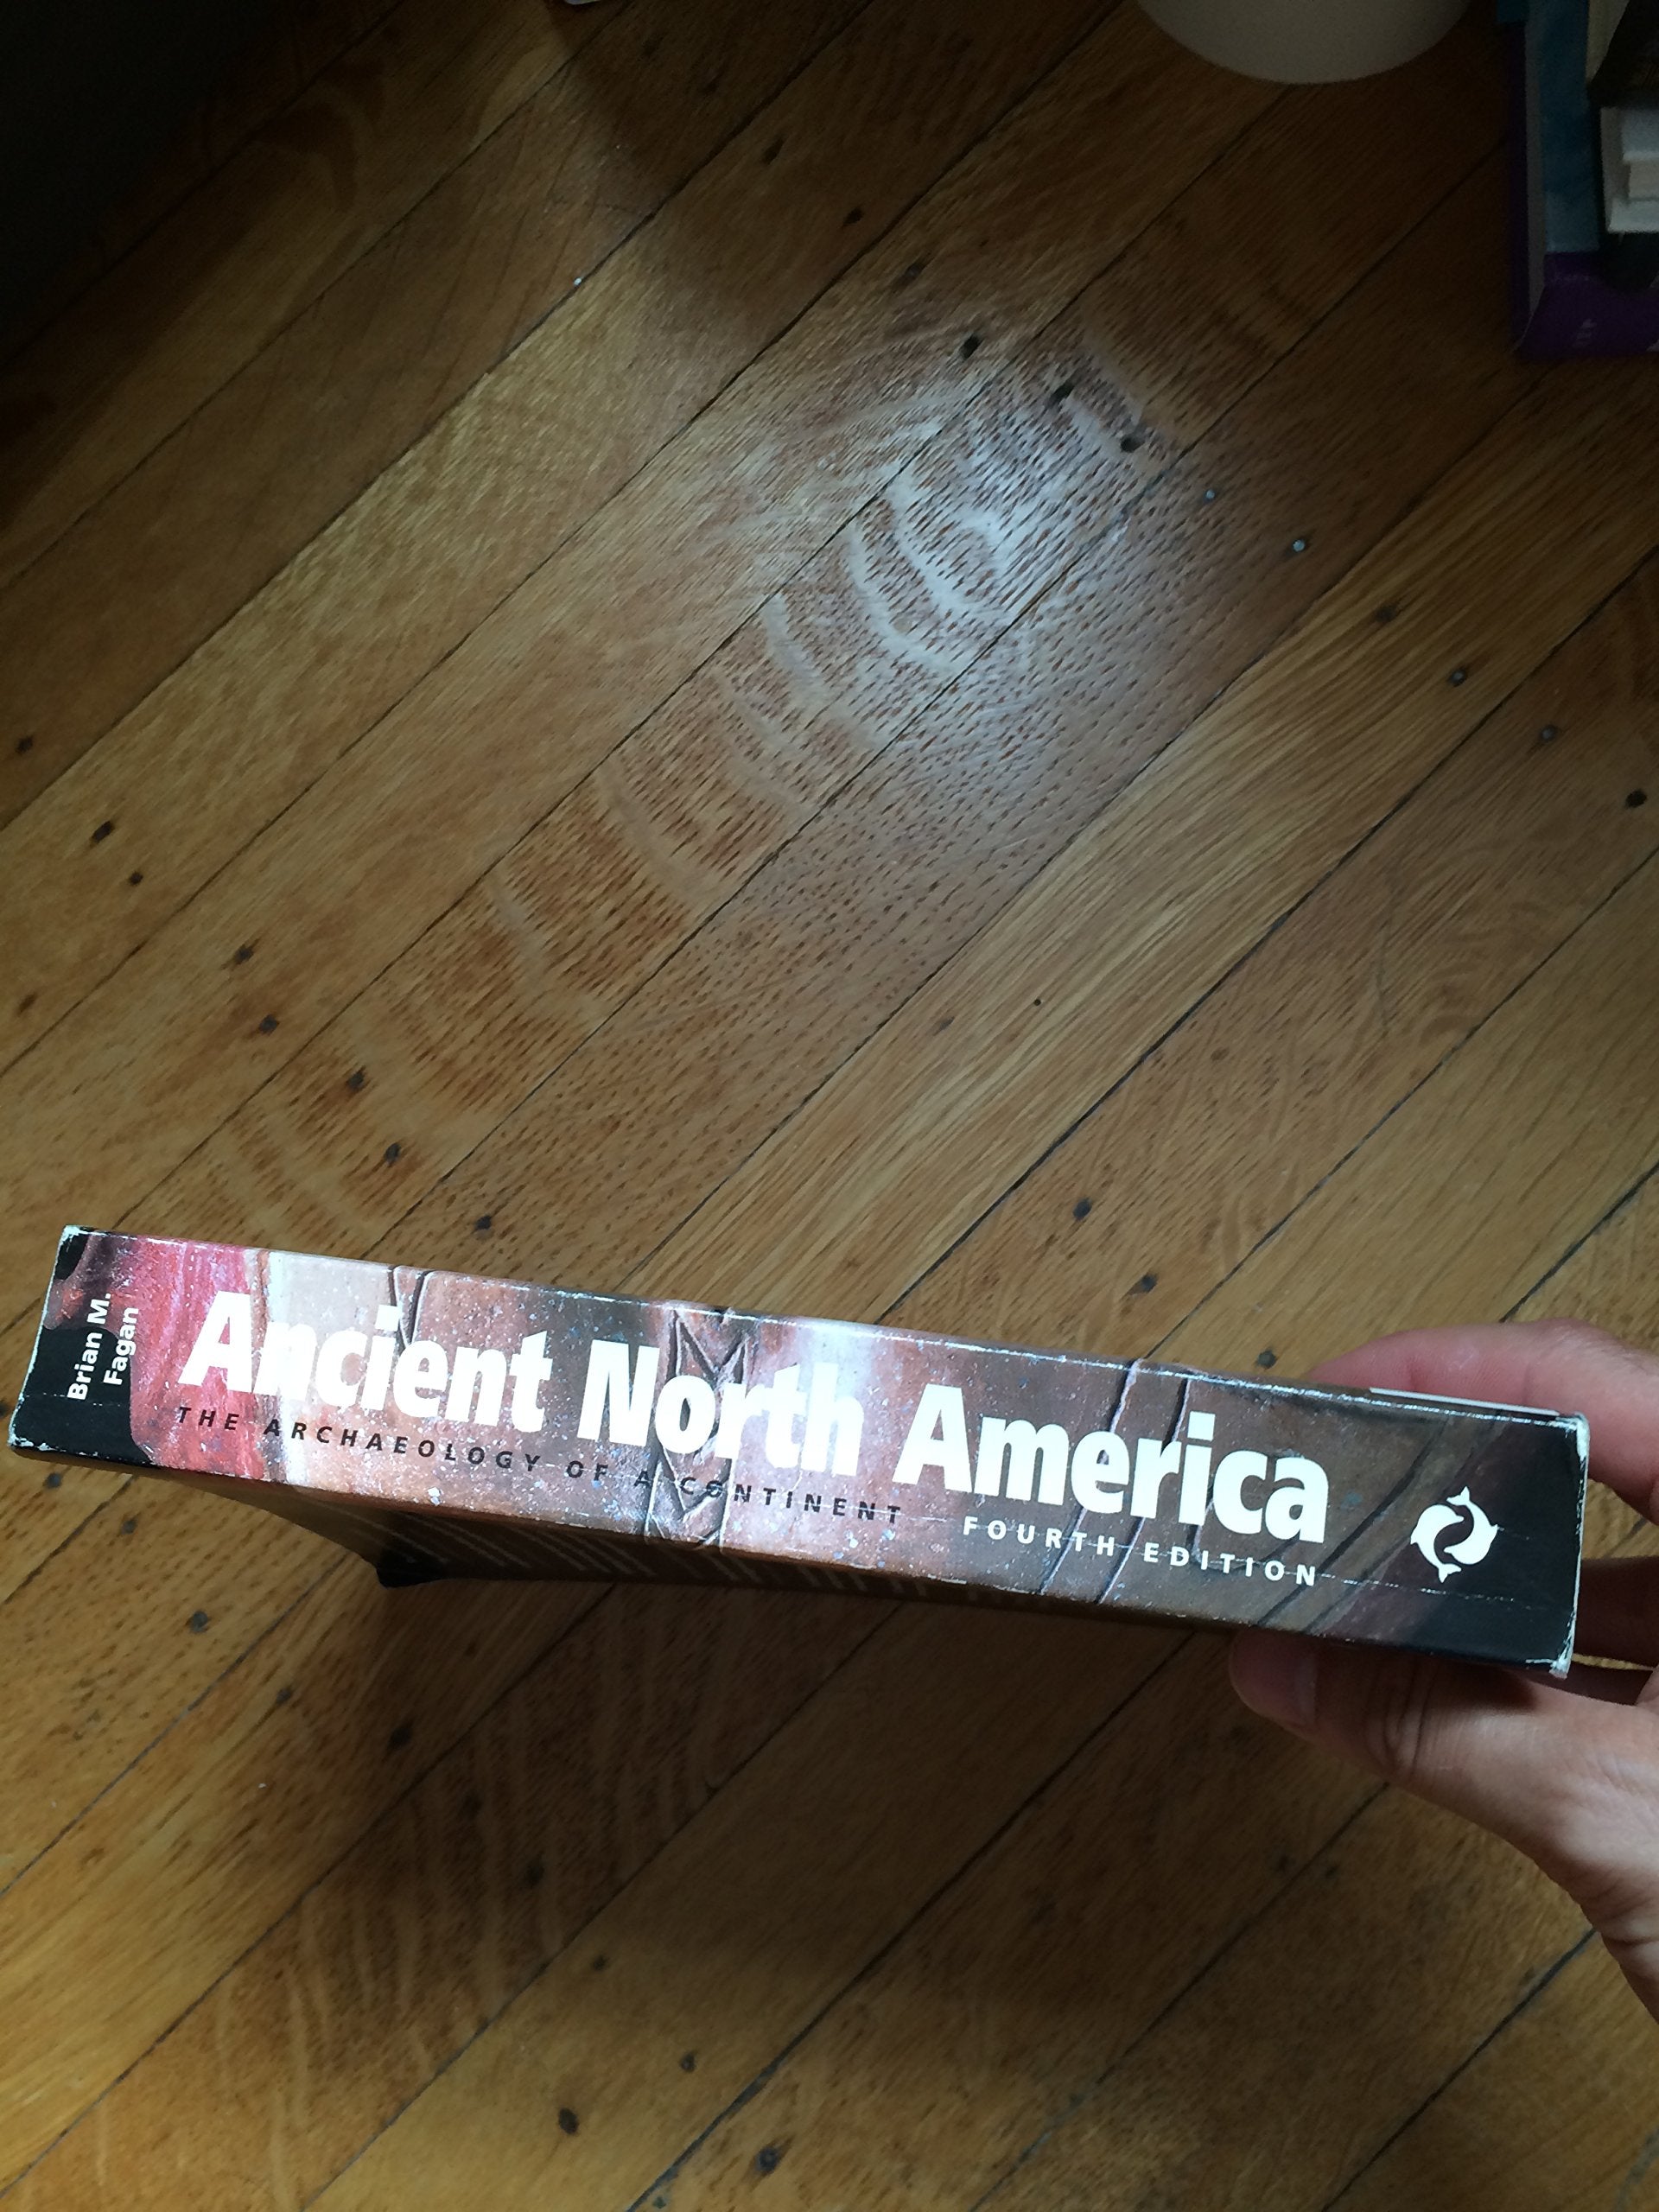 Brian M.
Fagan
Ancient North America
THE ARCHAEOLOGY OF A CONTINENT
FOURTH EDITION